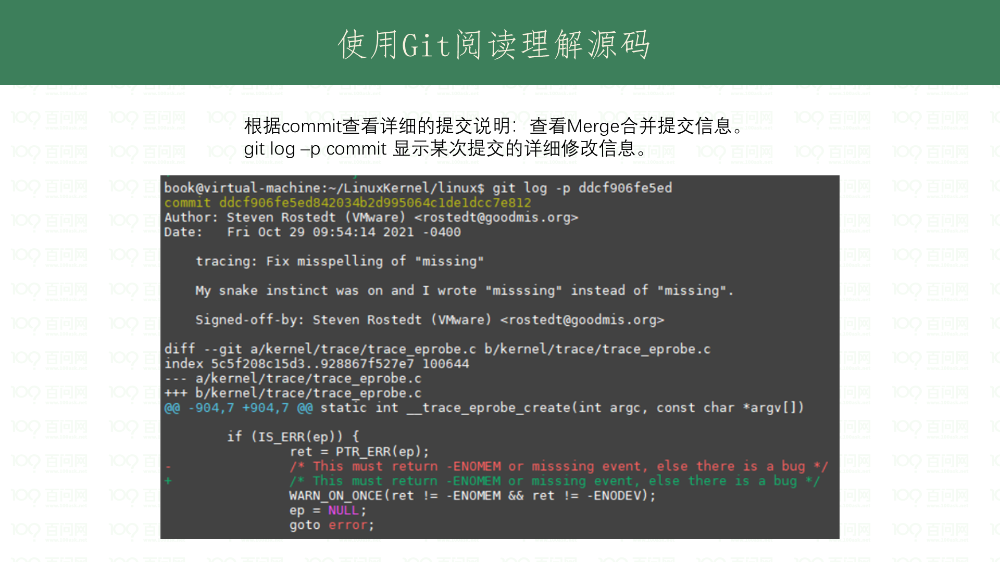 使用Git阅读理解源码
根据commit查看详细的提交说明：查看Merge合并提交信息。
git log –p commit 显示某次提交的详细修改信息。
book@virtual-machine:~/LinuxKernel/linux$ git log -p ddcf906fe5ed
commit ddcf906fe5ed842034b2d995064c1de1dcc7e812
Author: Steven Rostedt (VMware) <rostedt@goodmis.org>
Date:   Fri Oct 29 09:54:14 2021 -0400
    tracing: Fix misspelling of "missing"
    My snake instinct was on and I wrote "misssing" instead of "missing".
    Signed-off-by: Steven Rostedt (VMware) <rostedt@goodmis.org>
diff --git a/kernel/trace/trace_eprobe.c b/kernel/trace/trace_eprobe.c
index 5c5f208c15d3..928867f527e7 100644
--- a/kernel/trace/trace_eprobe.c
+++ b/kernel/trace/trace_eprobe.c
@@ -904,7 +904,7 @@ static int __trace_eprobe_create(int argc, const char *argv[])
        if (IS_ERR(ep)) {
                ret = PTR_ERR(ep);
-               /* This must return -ENOMEM or misssing event, else there is a bug */
+               /* This must return -ENOMEM or missing event, else there is a bug */
                WARN_ON_ONCE(ret != -ENOMEM && ret != -ENODEV);
                ep = NULL;
                goto error;
百问网
www.100ask.net